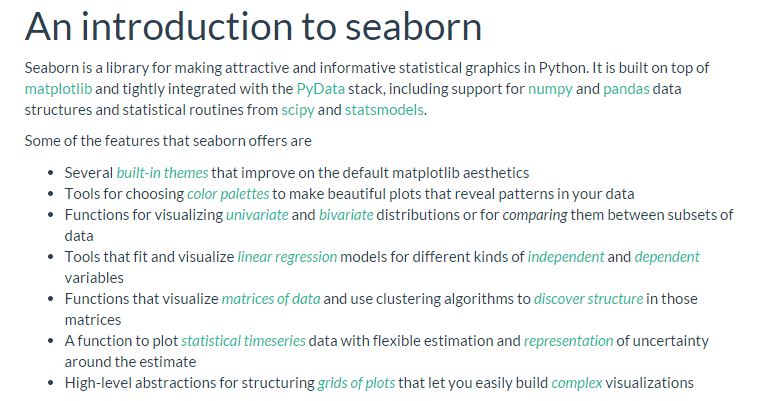 An introduction to seaborn
Seaborn is a library for making attractive and informative statistical graphics in Python. It is built on top of
matplotlib and tightly integrated with the PyData stack, including support for numpy and pandas data
structures and statistical routines from scipy and statsmodels.
Some of the features that seaborn offers are
• Several built-in themes that improve on the default matplotlib aesthetics
• Tools for choosing color palettes to make beautiful plots that reveal patterns in your data
• Functions for visualizing univariate and bivariate distributions or for comparing them between subsets of
data
• Tools that fit and visualize linear regression models for different kinds of independent and dependent
variables
• Functions that visualize matrices of data and use clustering algorithms to discover structure in those
matrices
• A function to plot statistical timeseries data with flexible estimation and representation of uncertainty
around the estimate
• High-level abstractions for structuring grids of plots that let you easily build complex visualizations